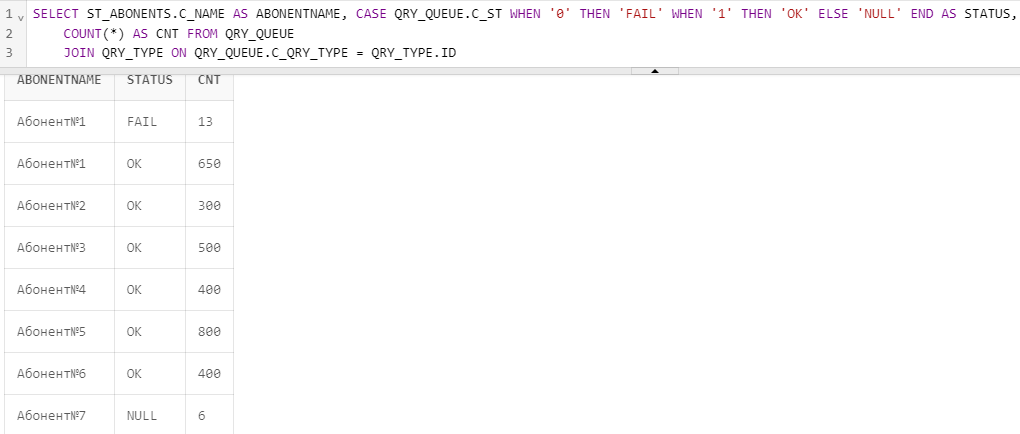 1 SELECT ST_ABONENTS.C_NAME AS ABONENTNAME, CASE QRY_QUEUE.C_ST WHEN '0' THEN 'FAIL' WHEN '1' THEN 'OK' ELSE 'NULL' END AS STATUS,
2 COUNT(*) AS CNT FROM QRY_QUEUE
3 JOIN QRY_TYPE ON QRY_QUEUE.C_QRY_TYPE = QRY_TYPE.ID
ABONENTNAME STATUS CNT
Абонент№1 FAIL 13
Абонент№1 OK 650
Абонент№2 OK 300
Абонент№3 OK 500
Абонент№4 OK 400
Абонент№5 OK 800
Абонент№6 OK 400
Абонент№7 NULL 6